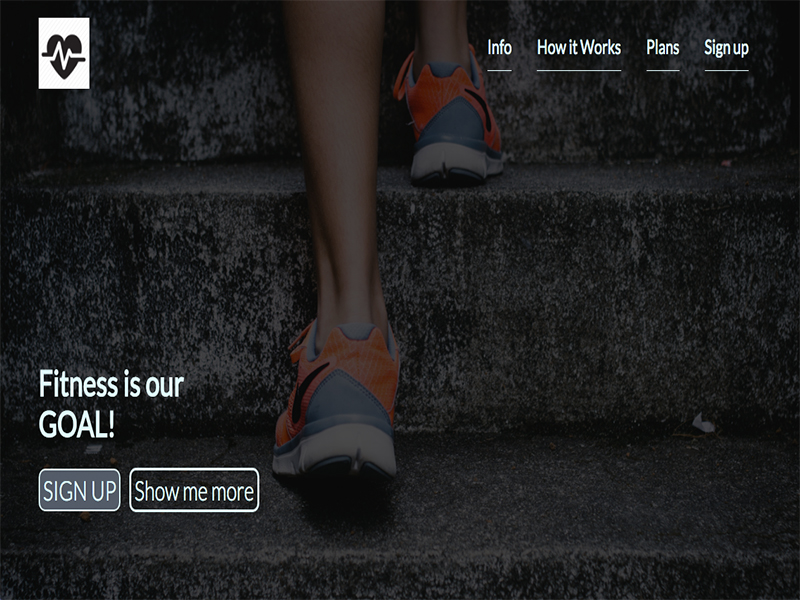 Info
How it Works
Plans
Sign up
Fitness is our
GOAL!
SIGN UP
Show me more